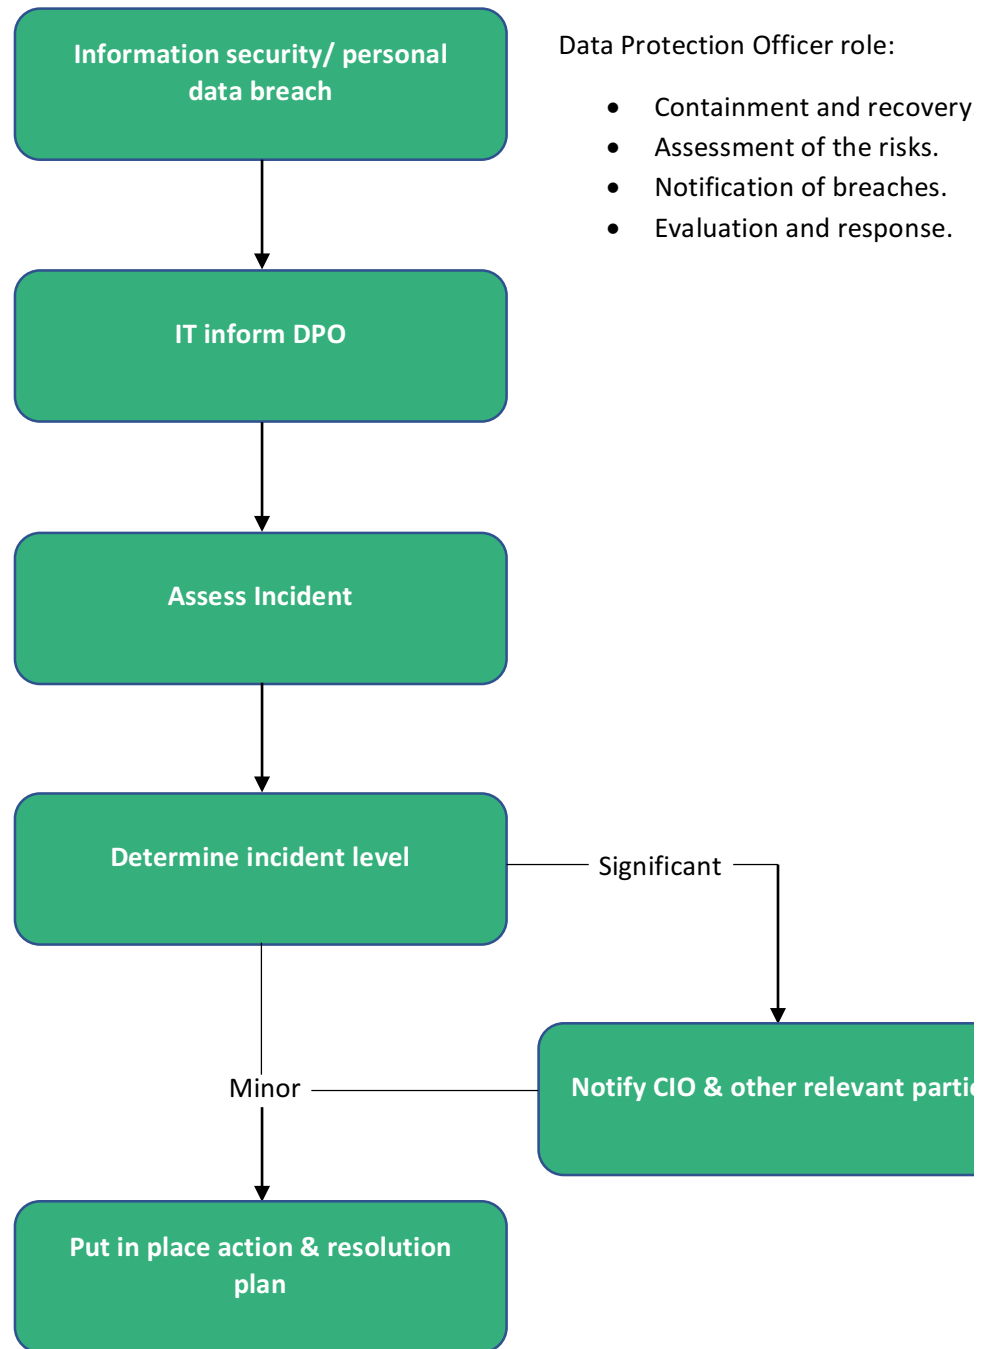 Information security/ personal
data breach
Data Protection Officer role:
• Containment and recovery
• Assessment of the risks.
• Notification of breaches.
• Evaluation and response.
IT inform DPO
Assess Incident
Determine incident level
Significant
Minor
Notify CIO & other relevant
Put in place action & resolution
plan